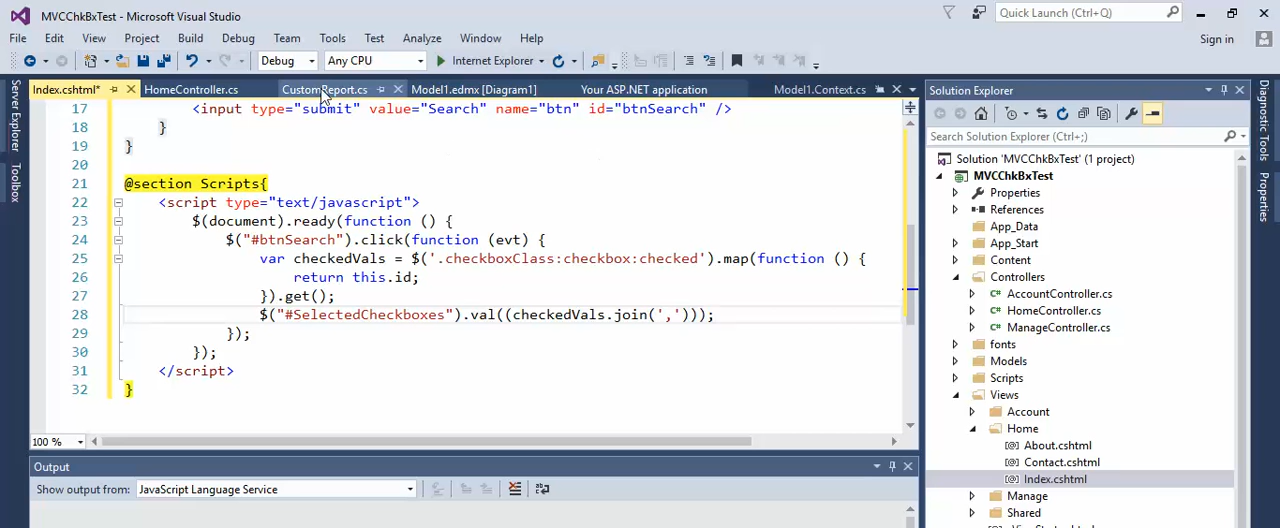 MVCChkBxTest - Microsoft Visual Studio
Quick Launch (Ctrl+Q)
File Edit View Project Build Debug Team Tools Test Analyze Window Help
Sign in
Debug Any CPU Internet Explorer
Server Explorer
Toolbox
Index.cshtml* HomeController.cs CustomReport.cs Model1.edmx [Diagram1] Your ASP.NET application Model1.Context.cs
17 <input type="submit" value="Search" name="btn" id="btnSearch" />
18 }
19 }
20
21 @section Scripts{
22 <script type="text/javascript">
23 $(document).ready(function () {
24 $("#btnSearch").click(function (evt) {
25 var checkedVals = $('.checkboxClass:checkbox:checked').map(function () {
26 return this.id;
27 }).get();
28 $("#SelectedCheckboxes").val((checkedVals.join(',')));
29 });
30 });
31 </script>
32 }
100 %
Output
Show output from: JavaScript Language Service
Solution Explorer
Search Solution Explorer (Ctrl+;)
Solution 'MVCChkBxTest' (1 project)
MVCChkBxTest
Properties
References
App_Data
App_Start
Content
Controllers
C# AccountController.cs
C# HomeController.cs
C# ManageController.cs
fonts
Models
Scripts
Views
Account
Home
[@] About.cshtml
[@] Contact.cshtml
[@] Index.cshtml
Manage
Shared
Diagnostic Tools
Properties